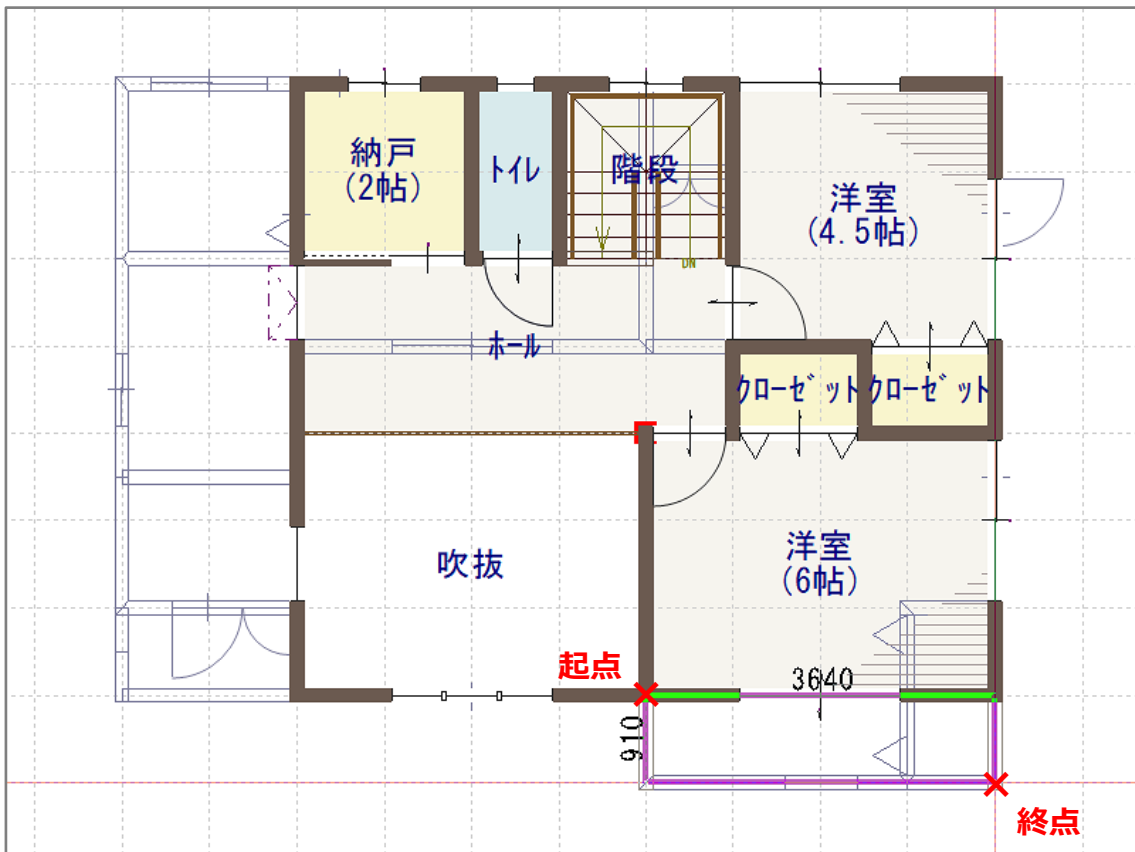 納戸
(2帖)
トイレ
階段
洋室
(4.5帖)
DN
ホール
クローゼット
クローゼット
吹抜
洋室
(6帖)
起点
3640
910
終点